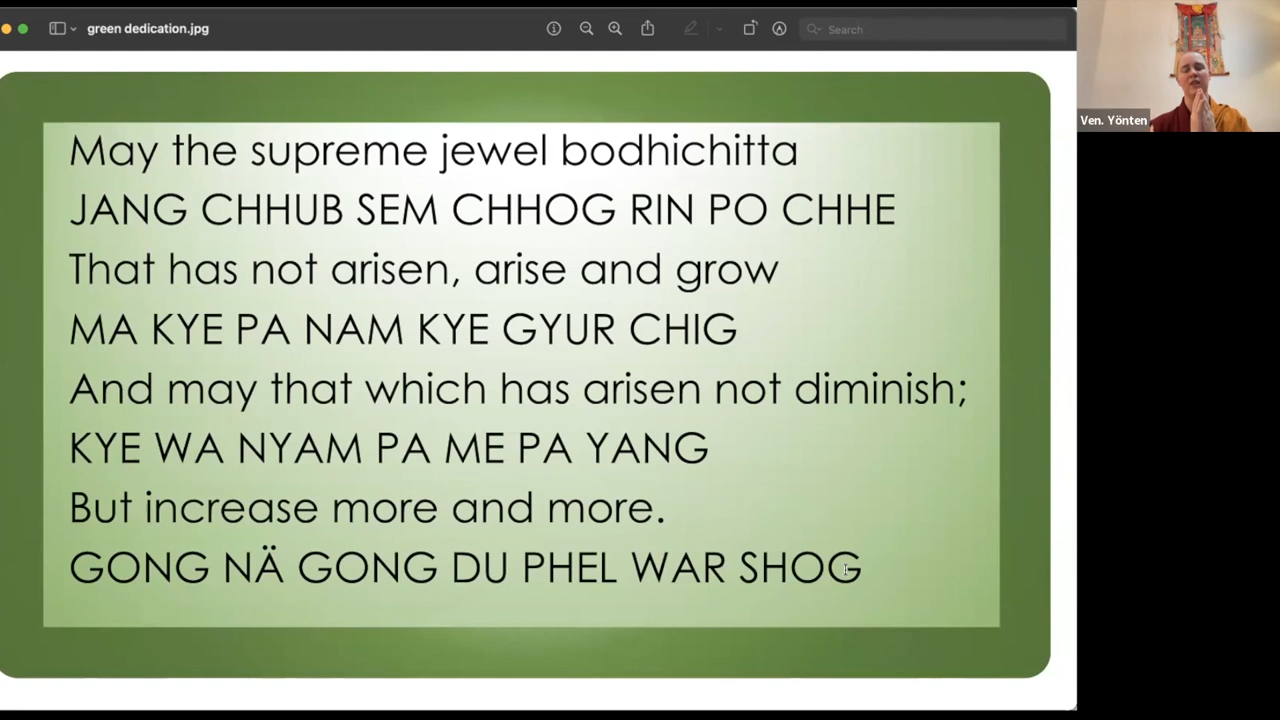 green dedication.jpg
Search
May the supreme jewel bodhichitta
JANG CHHUB SEM CHHOG RIN PO CHHE
That has not arisen, arise and grow
MA KYE PA NAM KYE GYUR CHIG
And may that which has arisen not diminish;
KYE WA NYAM PA ME PA YANG
But increase more and more.
GONG NÄ GONG DU PHEL WAR SHOG
Ven. Yönten